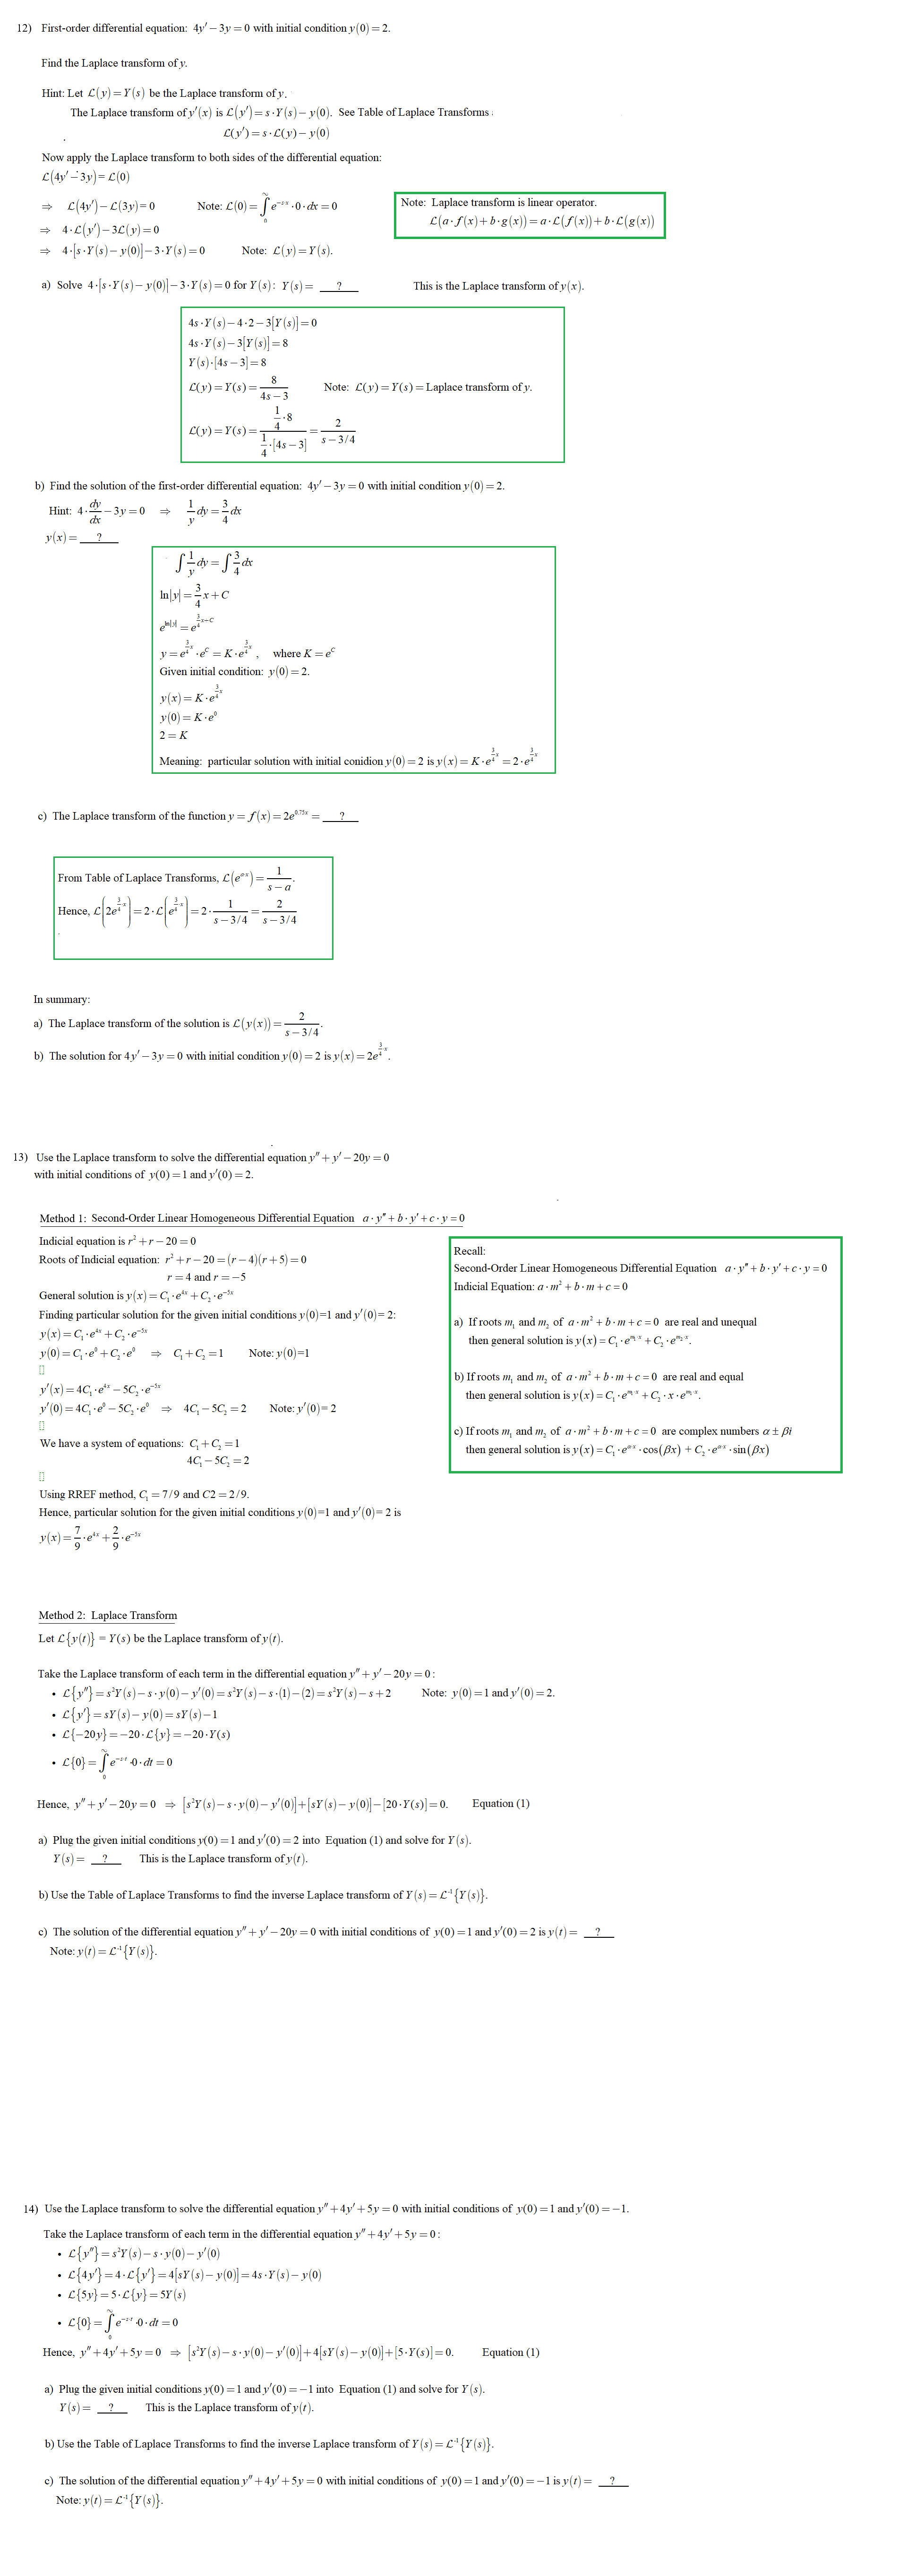 12) First-order differential equation: 4y′ − 3y = 0 with initial condition y(0) = 2.
Find the Laplace transform of y.
Hint: Let ℒ(y) = Y(s) be the Laplace transform of y.
The Laplace transform of y′(x) is ℒ(y′) = s·Y(s) − y(0). See Table of Laplace Transforms
ℒ(y′) = s·ℒ(y) − y(0)
Now apply the Laplace transform to both sides of the differential equation:
ℒ(4y′ − 3y) = ℒ(0)
⇒ ℒ(4y′) − ℒ(3y) = 0 Note: ℒ(0) = ∫₀^∞ e^(−s·x)·0·dx = 0
Note: Laplace transform is linear operator.
ℒ(a·f(x) + b·g(x)) = a·ℒ(f(x)) + b·ℒ(g(x))
⇒ 4·ℒ(y′) − 3ℒ(y) = 0
⇒ 4·[s·Y(s) − y(0)] − 3·Y(s) = 0 Note: ℒ(y) = Y(s).
a) Solve 4·[s·Y(s) − y(0)] − 3·Y(s) = 0 for Y(s): Y(s) = __?__ This is the Laplace transform of y(x).
4s·Y(s) − 4·2 − 3[Y(s)] = 0
4s·Y(s) − 3[Y(s)] = 8
Y(s)·[4s − 3] = 8
ℒ(y) = Y(s) = 8/(4s − 3) Note: ℒ(y) = Y(s) = Laplace transform of y.
ℒ(y) = Y(s) = (1/4·8)/(1/4·[4s − 3]) = 2/(s − 3/4)
b) Find the solution of the first-order differential equation: 4y′ − 3y = 0 with initial condition y(0) = 2.
Hint: 4·dy/dx − 3y = 0 ⇒ 1/y dy = 3/4 dx
y(x) = __?__
∫ 1/y dy = ∫ 3/4 dx
ln|y| = 3/4 x + C
e^(ln|y|) = e^(3/4 x + C)
y = e^(3/4 x)·e^C = K·e^(3/4 x), where K = e^C
Given initial condition: y(0) = 2.
y(x) = K·e^(3/4 x)
y(0) = K·e^0
2 = K
Meaning: particular solution with initial conidion y(0) = 2 is y(x) = K·e^(3/4 x) = 2·e^(3/4 x)
c) The Laplace transform of the function y = f(x) = 2e^(0.75x) = __?__
From Table of Laplace Transforms, ℒ(e^(a·x)) = 1/(s − a).
Hence, ℒ(2e^(3/4·x)) = 2·ℒ(e^(3/4·x)) = 2·1/(s − 3/4) = 2/(s − 3/4)
In summary:
a) The Laplace transform of the solution is ℒ(y(x)) = 2/(s − 3/4).
b) The solution for 4y′ − 3y = 0 with initial condition y(0) = 2 is y(x) = 2e^(3/4·x).
13) Use the Laplace transform to solve the differential equation y″ + y′ − 20y = 0
with initial conditions of y(0) = 1 and y′(0) = 2.
Method 1: Second-Order Linear Homogeneous Differential Equation a·y″ + b·y′ + c·y = 0
Indicial equation is r² + r − 20 = 0
Roots of Indicial equation: r² + r − 20 = (r − 4)(r + 5) = 0
r = 4 and r = −5
General solution is y(x) = C₁·e^(4x) + C₂·e^(−5x)
Finding particular solution for the given initial conditions y(0)=1 and y′(0)= 2:
y(x) = C₁·e^(4x) + C₂·e^(−5x)
y(0) = C₁·e^0 + C₂·e^0 ⇒ C₁ + C₂ = 1 Note: y(0)=1
y′(x) = 4C₁·e^(4x) − 5C₂·e^(−5x)
y′(0) = 4C₁·e^0 − 5C₂·e^0 ⇒ 4C₁ − 5C₂ = 2 Note: y′(0)= 2
We have a system of equations: C₁ + C₂ = 1
4C₁ − 5C₂ = 2
Using RREF method, C₁ = 7/9 and C2 = 2/9.
Hence, particular solution for the given initial conditions y(0)=1 and y′(0)= 2 is
y(x) = 7/9·e^(4x) + 2/9·e^(−5x)
Recall:
Second-Order Linear Homogeneous Differential Equation a·y″ + b·y′ + c·y = 0
Indicial Equation: a·m² + b·m + c = 0
a) If roots m₁ and m₂ of a·m² + b·m + c = 0 are real and unequal
then general solution is y(x) = C₁·e^(m₁·x) + C₂·e^(m₂·x).
b) If roots m₁ and m₂ of a·m² + b·m + c = 0 are real and equal
then general solution is y(x) = C₁·e^(m₁·x) + C₂·x·e^(m₁·x).
c) If roots m₁ and m₂ of a·m² + b·m + c = 0 are complex numbers α ± βi
then general solution is y(x) = C₁·e^(α·x)·cos(βx) + C₂·e^(α·x)·sin(βx)
Method 2: Laplace Transform
Let ℒ{y(t)} = Y(s) be the Laplace transform of y(t).
Take the Laplace transform of each term in the differential equation y″ + y′ − 20y = 0:
• ℒ{y″} = s²Y(s) − s·y(0) − y′(0) = s²Y(s) − s·(1) − (2) = s²Y(s) − s + 2 Note: y(0) = 1 and y′(0) = 2.
• ℒ{y′} = sY(s) − y(0) = sY(s) − 1
• ℒ{−20y} = −20·ℒ{y} = −20·Y(s)
• ℒ{0} = ∫₀^∞ e^(−s·t)·0·dt = 0
Hence, y″ + y′ − 20y = 0 ⇒ [s²Y(s) − s·y(0) − y′(0)] + [sY(s) − y(0)] − [20·Y(s)] = 0. Equation (1)
a) Plug the given initial conditions y(0) = 1 and y′(0) = 2 into Equation (1) and solve for Y(s).
Y(s) = __?__ This is the Laplace transform of y(t).
b) Use the Table of Laplace Transforms to find the inverse Laplace transform of Y(s) = ℒ⁻¹{Y(s)}.
c) The solution of the differential equation y″ + y′ − 20y = 0 with initial conditions of y(0) = 1 and y′(0) = 2 is y(t) = __?__
Note: y(t) = ℒ⁻¹{Y(s)}.
14) Use the Laplace transform to solve the differential equation y″ + 4y′ + 5y = 0 with initial conditions of y(0) = 1 and y′(0) = −1.
Take the Laplace transform of each term in the differential equation y″ + 4y′ + 5y = 0:
• ℒ{y″} = s²Y(s) − s·y(0) − y′(0)
• ℒ{4y′} = 4·ℒ{y′} = 4[sY(s) − y(0)] = 4s·Y(s) − y(0)
• ℒ{5y} = 5·ℒ{y} = 5Y(s)
• ℒ{0} = ∫₀^∞ e^(−s·t)·0·dt = 0
Hence, y″ + 4y′ + 5y = 0 ⇒ [s²Y(s) − s·y(0) − y′(0)] + 4[sY(s) − y(0)] + [5·Y(s)] = 0. Equation (1)
a) Plug the given initial conditions y(0) = 1 and y′(0) = −1 into Equation (1) and solve for Y(s).
Y(s) = __?__ This is the Laplace transform of y(t).
b) Use the Table of Laplace Transforms to find the inverse Laplace transform of Y(s) = ℒ⁻¹{Y(s)}.
c) The solution of the differential equation y″ + 4y′ + 5y = 0 with initial conditions of y(0) = 1 and y′(0) = −1 is y(t) = __?__
Note: y(t) = ℒ⁻¹{Y(s)}.